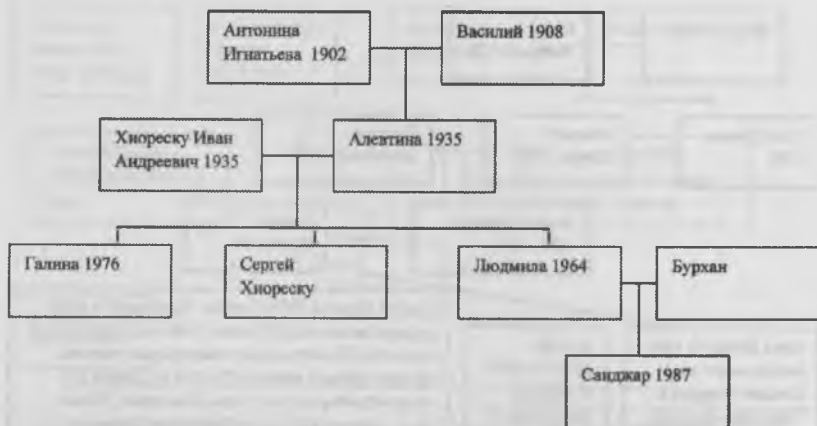 Антонина
Игнатьева 1902
Василий 1908
Хиореску Иван
Андреевич 1935
Алевтина 1935
Галина 1976
Сергей
Хиореску
Людмила 1964
Бурхан
Санджар 1987